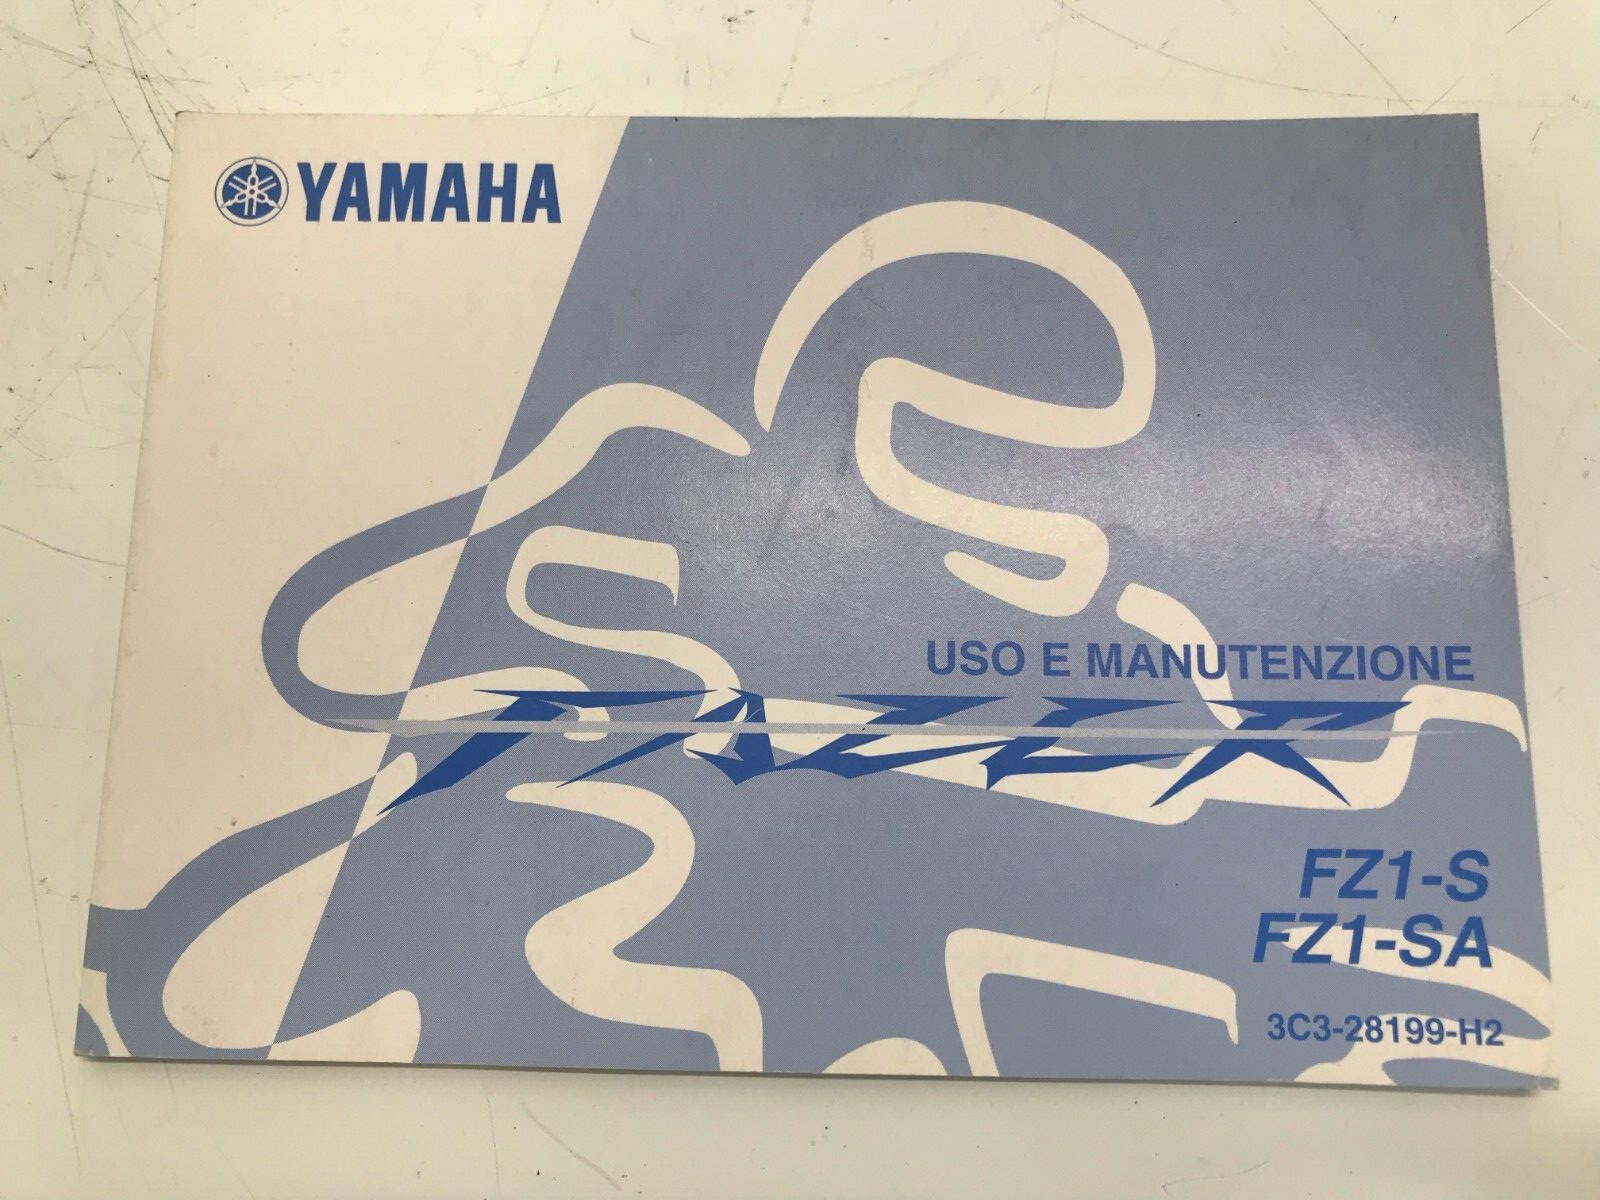 YAMAHA
USO E MANUTENZIONE
FAZER
FZ1-S
FZ1-SA
3C3-28199-H2